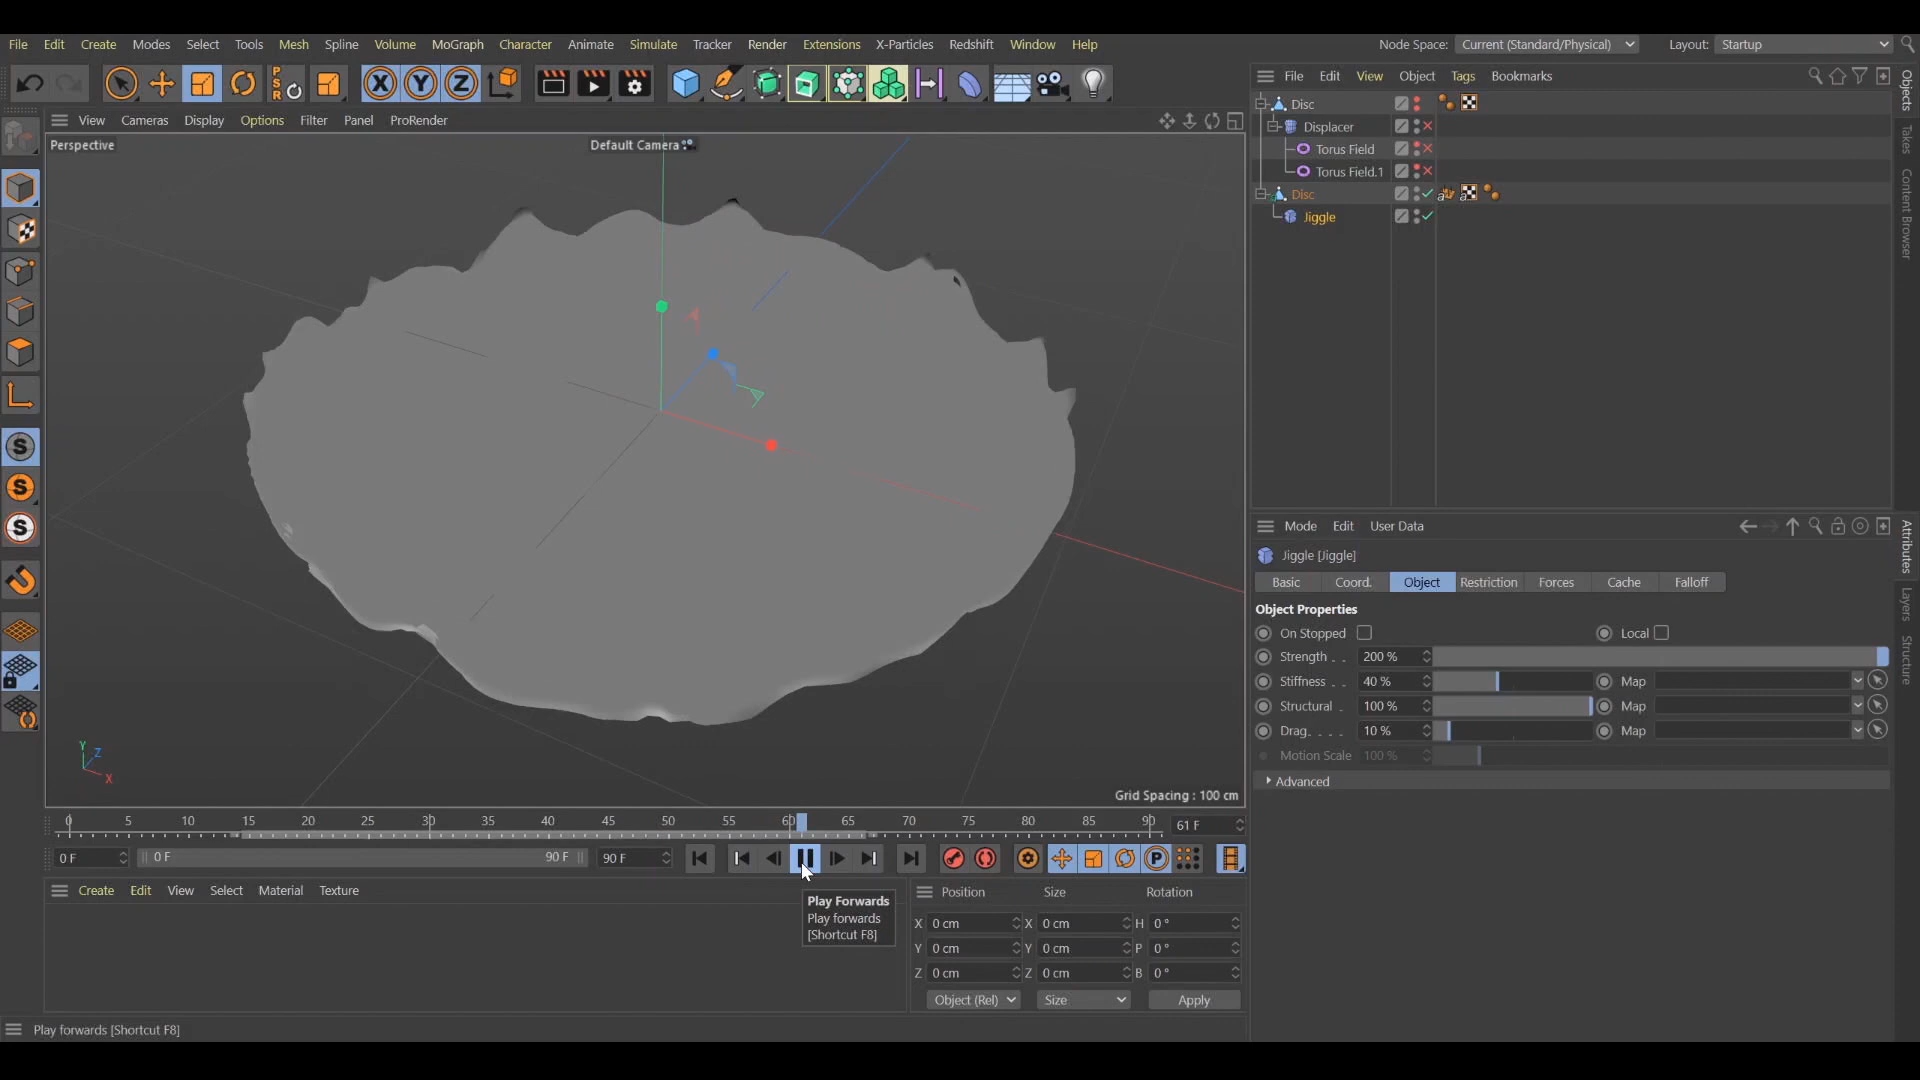 File Edit Create Modes Select Tools Mesh Spline Volume MoGraph Character Animate Simulate Tracker Render Extensions X-Particles Redshift Window Help Node Space: Current (Standard/Physical) Layout: Startup
P S R X Y Z
File Edit View Object Tags Bookmarks
View Cameras Display Options Filter Panel ProRender
Perspective Default Camera
Disc
Displacer
Torus Field
Torus Field.1
Disc
Jiggle
Objects
Takes
Content Browser
Mode Edit User Data
Jiggle [Jiggle]
Basic Coord. Object Restriction Forces Cache Falloff
Object Properties
On Stopped Local
Strength . . 200 %
Stiffness . . 40 % Map
Structural . 100 % Map
Drag. . . . 10 % Map
Motion Scale 100 %
Advanced
Attributes
Layers
Structure
S
S
S
Y Z X
Grid Spacing : 100 cm
0 5 10 15 20 25 30 35 40 45 50 55 60 65 70 75 80 85 90 61 F
0 F 0 F 90 F 90 F P
Create Edit View Select Material Texture
Play Forwards
Play forwards
[Shortcut F8]
Position Size Rotation
X 0 cm X 0 cm H 0 °
Y 0 cm Y 0 cm P 0 °
Z 0 cm Z 0 cm B 0 °
Object (Rel) Size Apply
Play forwards [Shortcut F8]